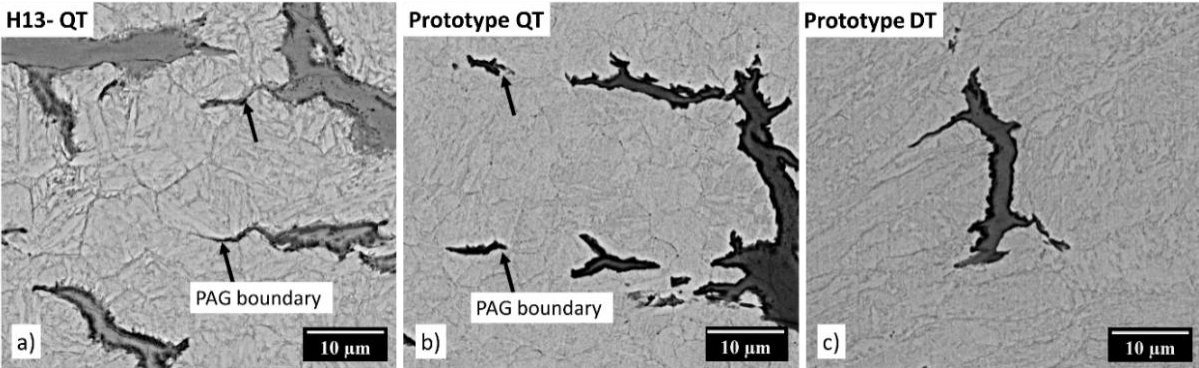 H13- QT
Prototype QT
Prototype DT
PAG boundary
PAG boundary
a)
10 µm
b)
10 µm
c)
10 µm